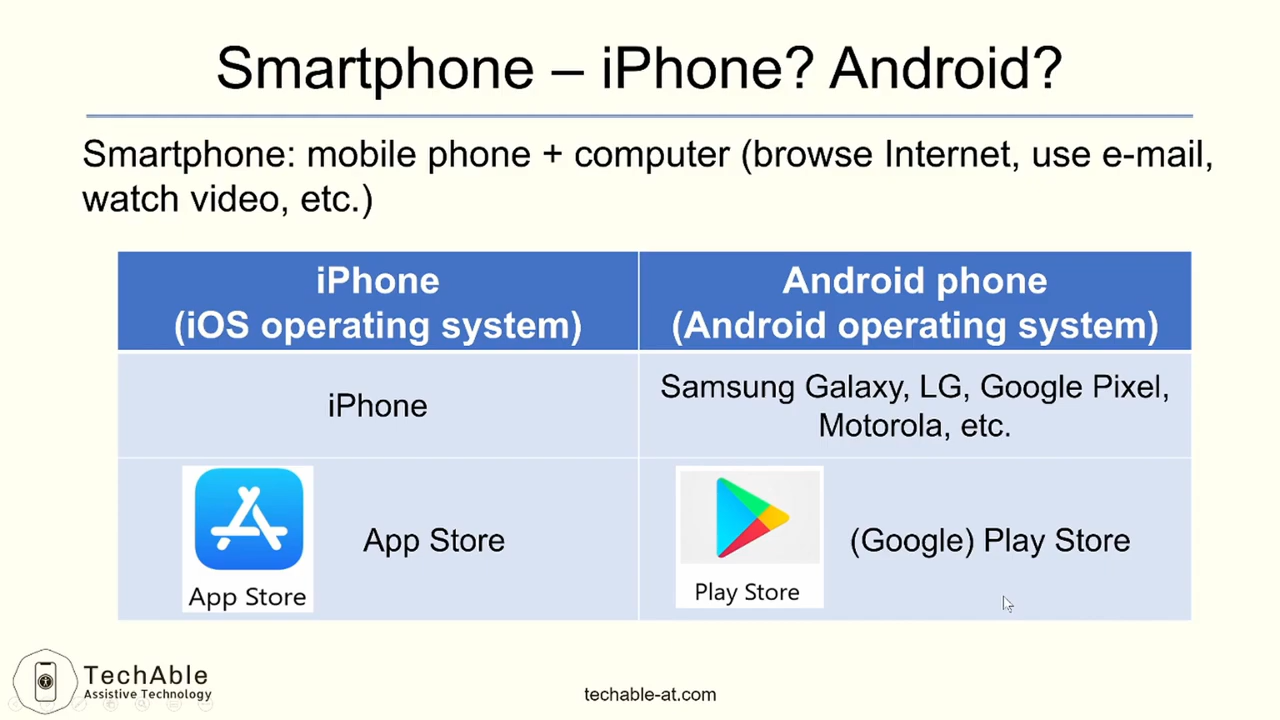 Smartphone – iPhone? Android?
Smartphone: mobile phone + computer (browse Internet, use e-mail,
watch video, etc.)
iPhone
(iOS operating system)
Android phone
(Android operating system)
iPhone
Samsung Galaxy, LG, Google Pixel,
Motorola, etc.
App Store
App Store
Play Store
(Google) Play Store
TechAble
Assistive Technology
techable-at.com